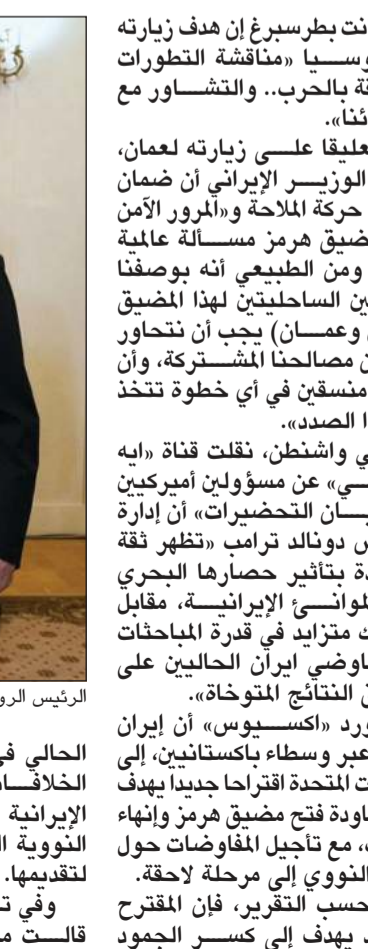 انت بطرسبرغ إن هدف زيارته
وسيا «مناقشة التطورات
قة بالحرب.. والتشاور مع
ائنا».
عليقا على زيارته لعمان،
الوزير الإيراني أن ضمان
حركة الملاحة و«المرور الآمن
ضيق هرمز مسألة عالمية
ومن الطبيعي أنه بوصفنا
ين الساحليتين لهذا المضيق
وعمان) يجب أن نتحاور
ن مصالحنا المشتركة، وأن
منسقين في أي خطوة تتخذ
ا الصدد».
ي واشنطن، نقلت قناة «ايه
ي» عن مسؤولين أميركيين
ان التحضيرات» أن إدارة
س دونالد ترامب «تظهر ثقة
دة بتأثير حصارها البحري
لموانئ الإيرانية، مقابل
ك متزايد في قدرة المباحثات
اوضي ايران الحاليين على
ن النتائج المتوخاة».
ورد «اكسيوس» أن إيران
عبر وسطاء باكستانيين، إلى
ت المتحدة اقتراحا جديدا يهدف
اودة فتح مضيق هرمز وإنهاء
ب، مع تأجيل المفاوضات حول
النووي إلى مرحلة لاحقة.
حسب التقرير، فإن المقترح
يهدف إلى كسر الجمود
الرئيس الرو
الحالي في
الخلافا
الإيرانية
النووية ال
لتقديمها.
وفي ت
قالت م